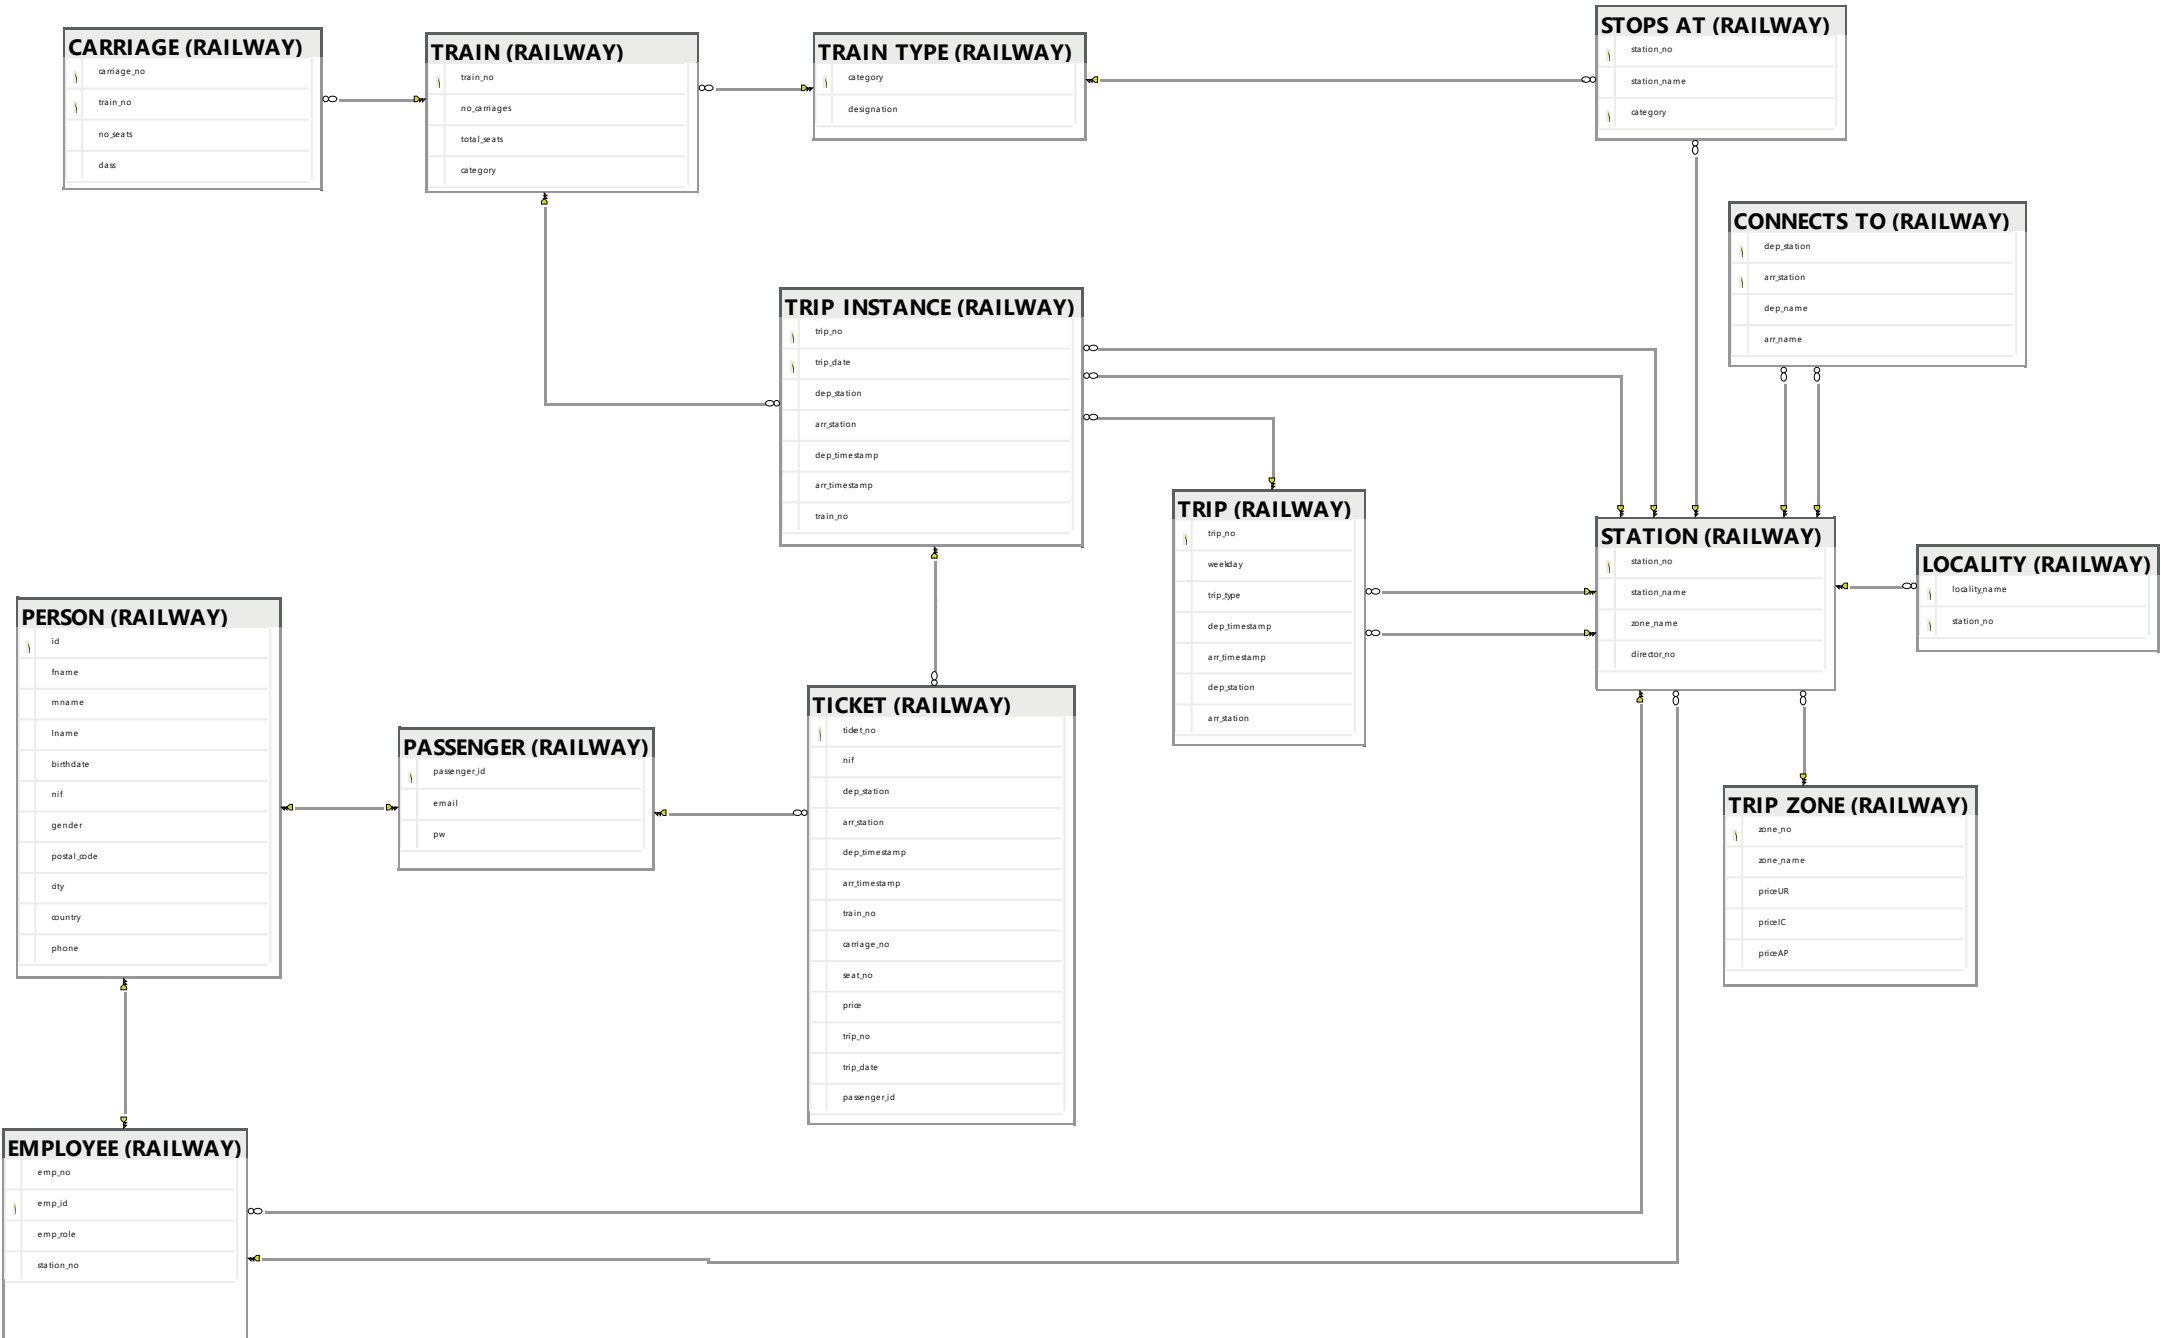 CARRIAGE (RAILWAY)
carriage_no
train_no
no_seats
class
TRAIN (RAILWAY)
train_no
no_carriages
total_seats
category
TRAIN TYPE (RAILWAY)
category
designation
STOPS AT (RAILWAY)
station_no
station_name
category
CONNECTS TO (RAILWAY)
dep_station
arr_station
dep_name
arr_name
TRIP INSTANCE (RAILWAY)
trip_no
trip_date
dep_station
arr_station
dep_timestamp
arr_timestamp
train_no
TRIP (RAILWAY)
trip_no
weekday
trip_type
dep_timestamp
arr_timestamp
dep_station
arr_station
STATION (RAILWAY)
station_no
station_name
zone_name
director_no
LOCALITY (RAILWAY)
locality_name
station_no
PERSON (RAILWAY)
id
fname
mname
lname
birthdate
nif
gender
postal_code
city
country
phone
PASSENGER (RAILWAY)
passenger_id
email
pw
TICKET (RAILWAY)
ticket_no
nif
dep_station
arr_station
dep_timestamp
arr_timestamp
train_no
carriage_no
seat_no
price
trip_no
trip_date
passenger_id
TRIP ZONE (RAILWAY)
zone_no
zone_name
priceUR
priceIC
priceAP
EMPLOYEE (RAILWAY)
emp_no
emp_id
emp_role
station_no